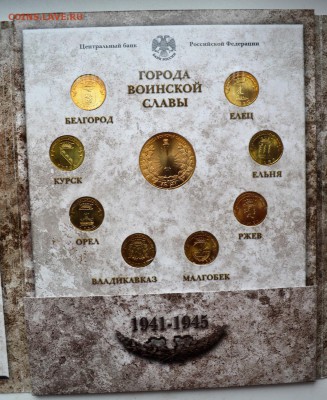 COINS.LAVE.RU
Центральный банк Российской Федерации
ГОРОДА
ВОИНСКОЙ
СЛАВЫ
БЕЛГОРОД
ЕЛЕЦ
КУРСК
ЕЛЬНЯ
ОРЕЛ
РЖЕВ
ВЛАДИКАВКАЗ
МАЛГОБЕК
1941-1945